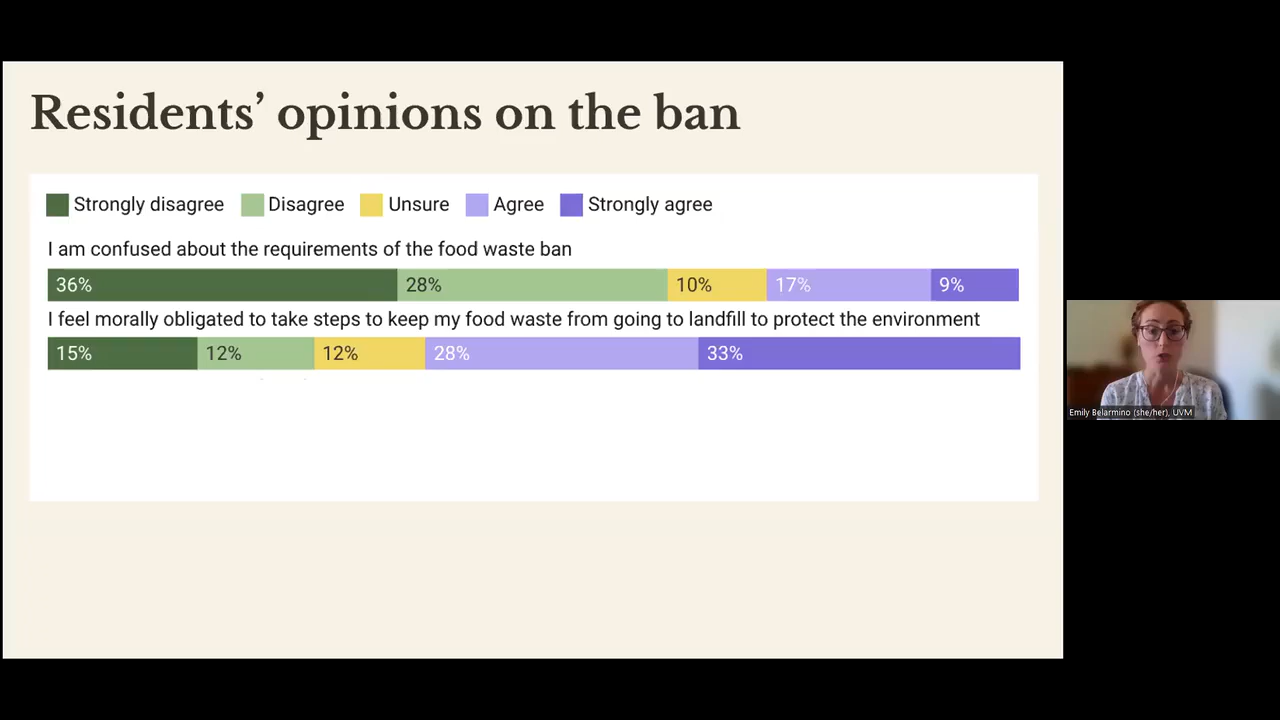 Residents’ opinions on the ban
Strongly disagree Disagree Unsure Agree Strongly agree
I am confused about the requirements of the food waste ban
36% 28% 10% 17% 9%
I feel morally obligated to take steps to keep my food waste from going to landfill to protect the environment
15% 12% 12% 28% 33%
Emily Belarmino (she/her), UVM